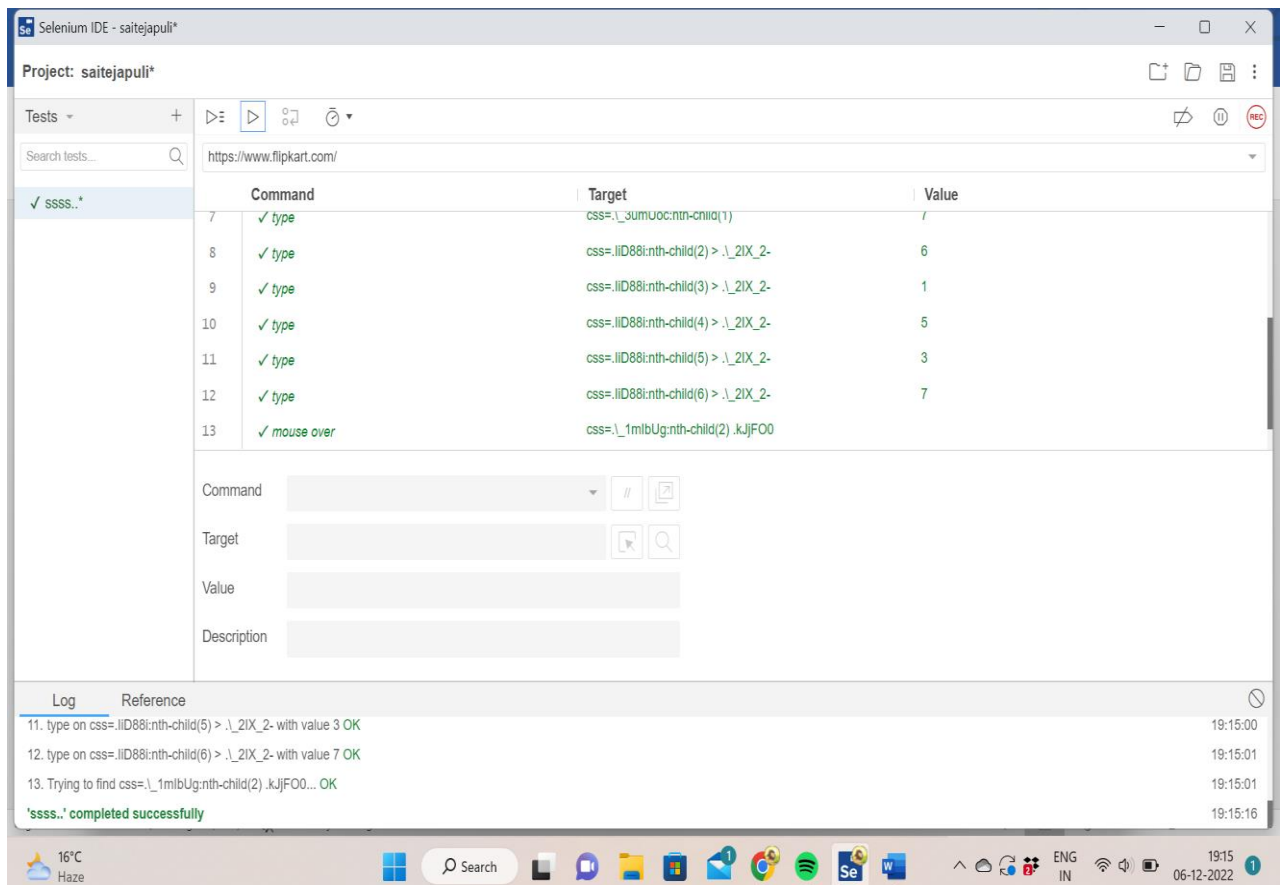 Selenium IDE - saitejapuli*
Project: saitejapuli*
Tests
Search tests...
https://www.flipkart.com/
✓ ssss..*
Command Target Value
7 ✓ type css=.\_3umUoc:nth-child(1) 7
8 ✓ type css=.liD88i:nth-child(2) > .\_2IX_2- 6
9 ✓ type css=.liD88i:nth-child(3) > .\_2IX_2- 1
10 ✓ type css=.liD88i:nth-child(4) > .\_2IX_2- 5
11 ✓ type css=.liD88i:nth-child(5) > .\_2IX_2- 3
12 ✓ type css=.liD88i:nth-child(6) > .\_2IX_2- 7
13 ✓ mouse over css=.\_1mIbUg:nth-child(2) .kJjFO0
Command //
Target
Value
Description
Log Reference
11. type on css=.liD88i:nth-child(5) > .\_2IX_2- with value 3 OK 19:15:00
12. type on css=.liD88i:nth-child(6) > .\_2IX_2- with value 7 OK 19:15:01
13. Trying to find css=.\_1mIbUg:nth-child(2) .kJjFO0... OK 19:15:01
'ssss..' completed successfully 19:15:16
16°C
Haze
Search
ENG
IN
19:15
06-12-2022
1
REC
Se
W
1
2